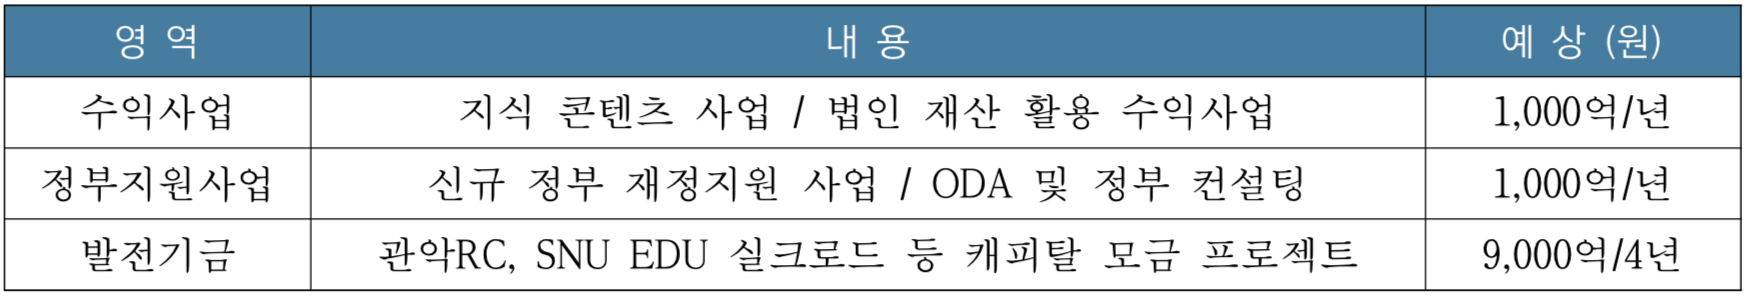 영 역 내 용 예 상 (원)
수익사업 지식 콘텐츠 사업 / 법인 재산 활용 수익사업 1,000억/년
정부지원사업 신규 정부 재정지원 사업 / ODA 및 정부 컨설팅 1,000억/년
발전기금 관악RC, SNU EDU 실크로드 등 캐피탈 모금 프로젝트 9,000억/4년